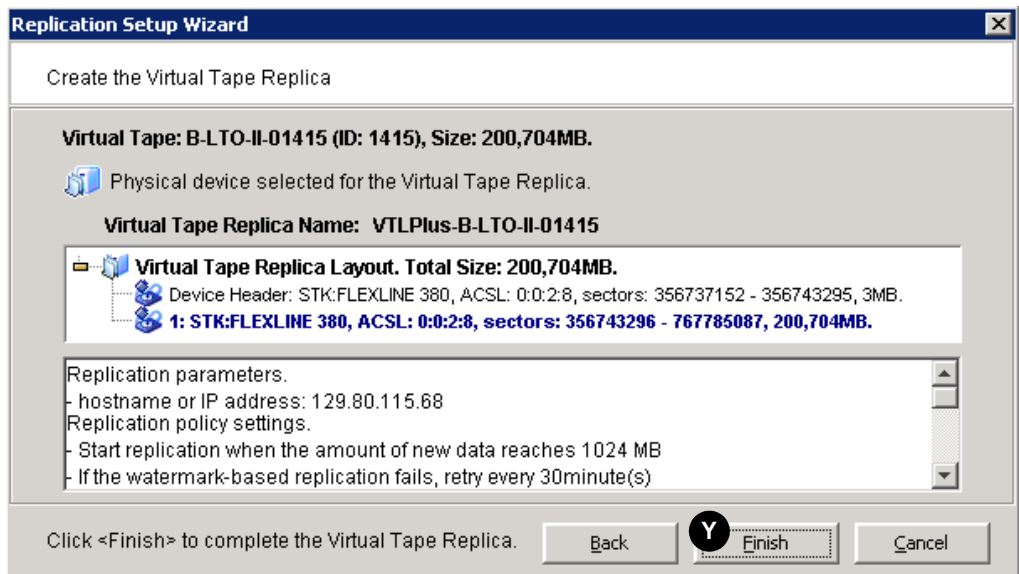 Replication Setup Wizard
Create the Virtual Tape Replica
Virtual Tape: B-LTO-II-01415 (ID: 1415), Size: 200,704MB.
Physical device selected for the Virtual Tape Replica.
Virtual Tape Replica Name: VTLPlus-B-LTO-II-01415
Virtual Tape Replica Layout. Total Size: 200,704MB.
Device Header: STK:FLEXLINE 380, ACSL: 0:0:2:8, sectors: 356737152 - 356743295, 3MB.
1: STK:FLEXLINE 380, ACSL: 0:0:2:8, sectors: 356743296 - 767785087, 200,704MB.
Replication parameters.
- hostname or IP address: 129.80.115.68
Replication policy settings.
- Start replication when the amount of new data reaches 1024 MB
- If the watermark-based replication fails, retry every 30minute(s)
Click <Finish> to complete the Virtual Tape Replica. Back Y Finish Cancel